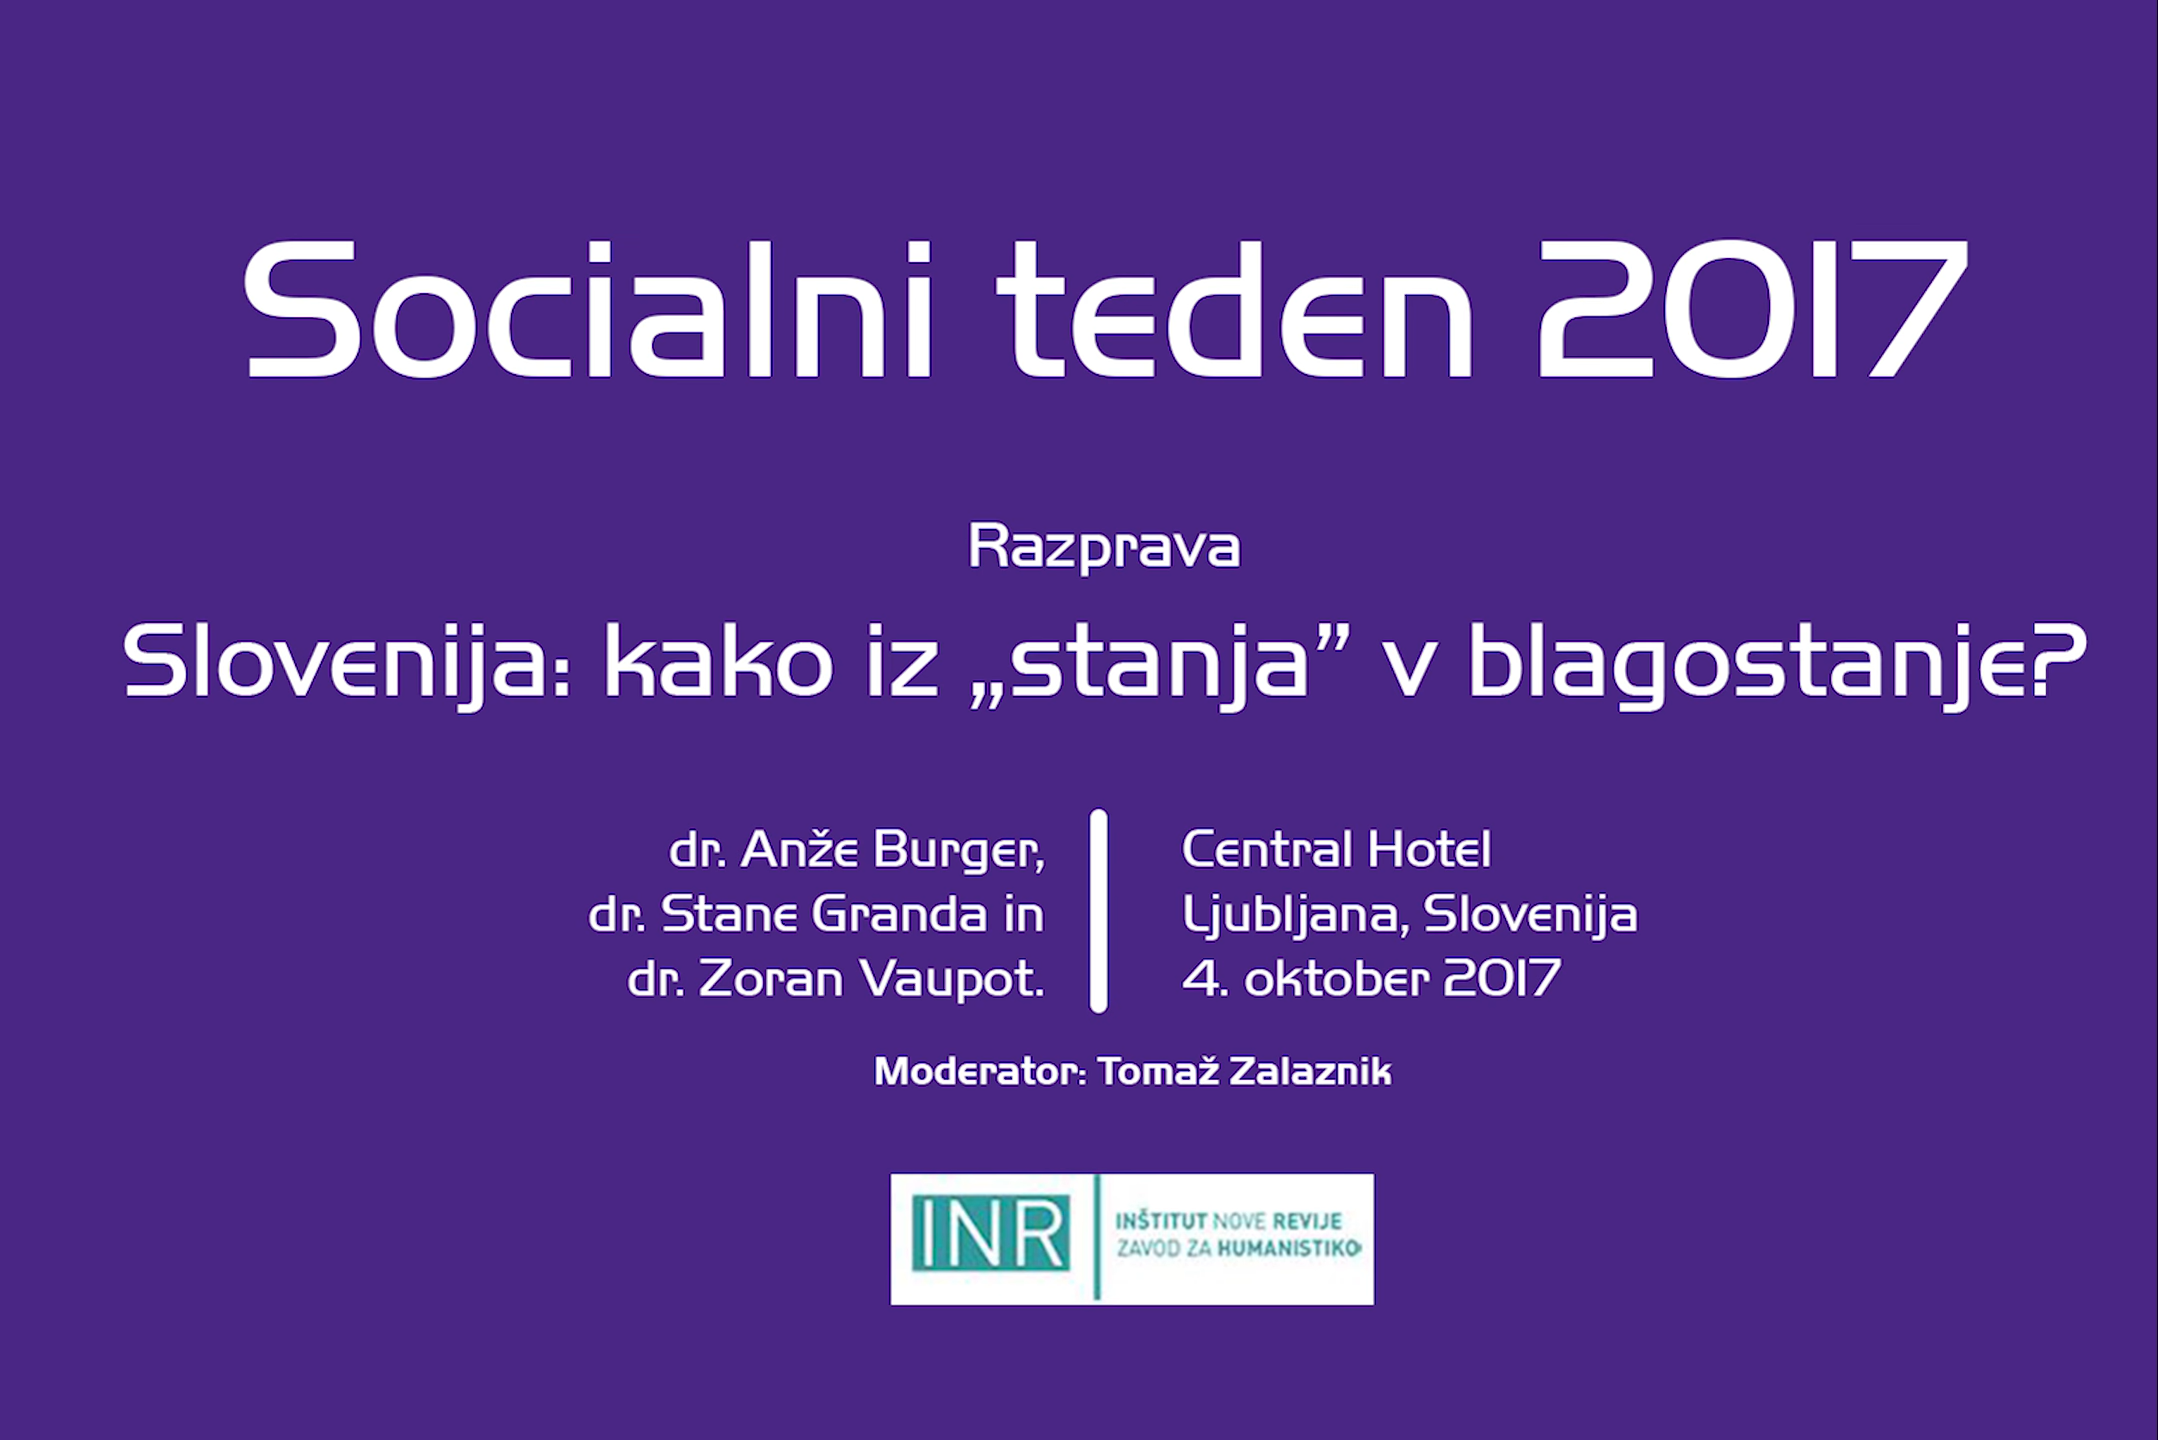 Socialni teden 2017
Razprava
Slovenija: kako iz „stanja” v blagostanje?
dr. Anže Burger,
dr. Stane Granda in
dr. Zoran Vaupot.
Central Hotel
Ljubljana, Slovenija
4. oktober 2017
Moderator: Tomaž Zalaznik
INR
INŠTITUT NOVE REVIJE
ZAVOD ZA HUMANISTIKO